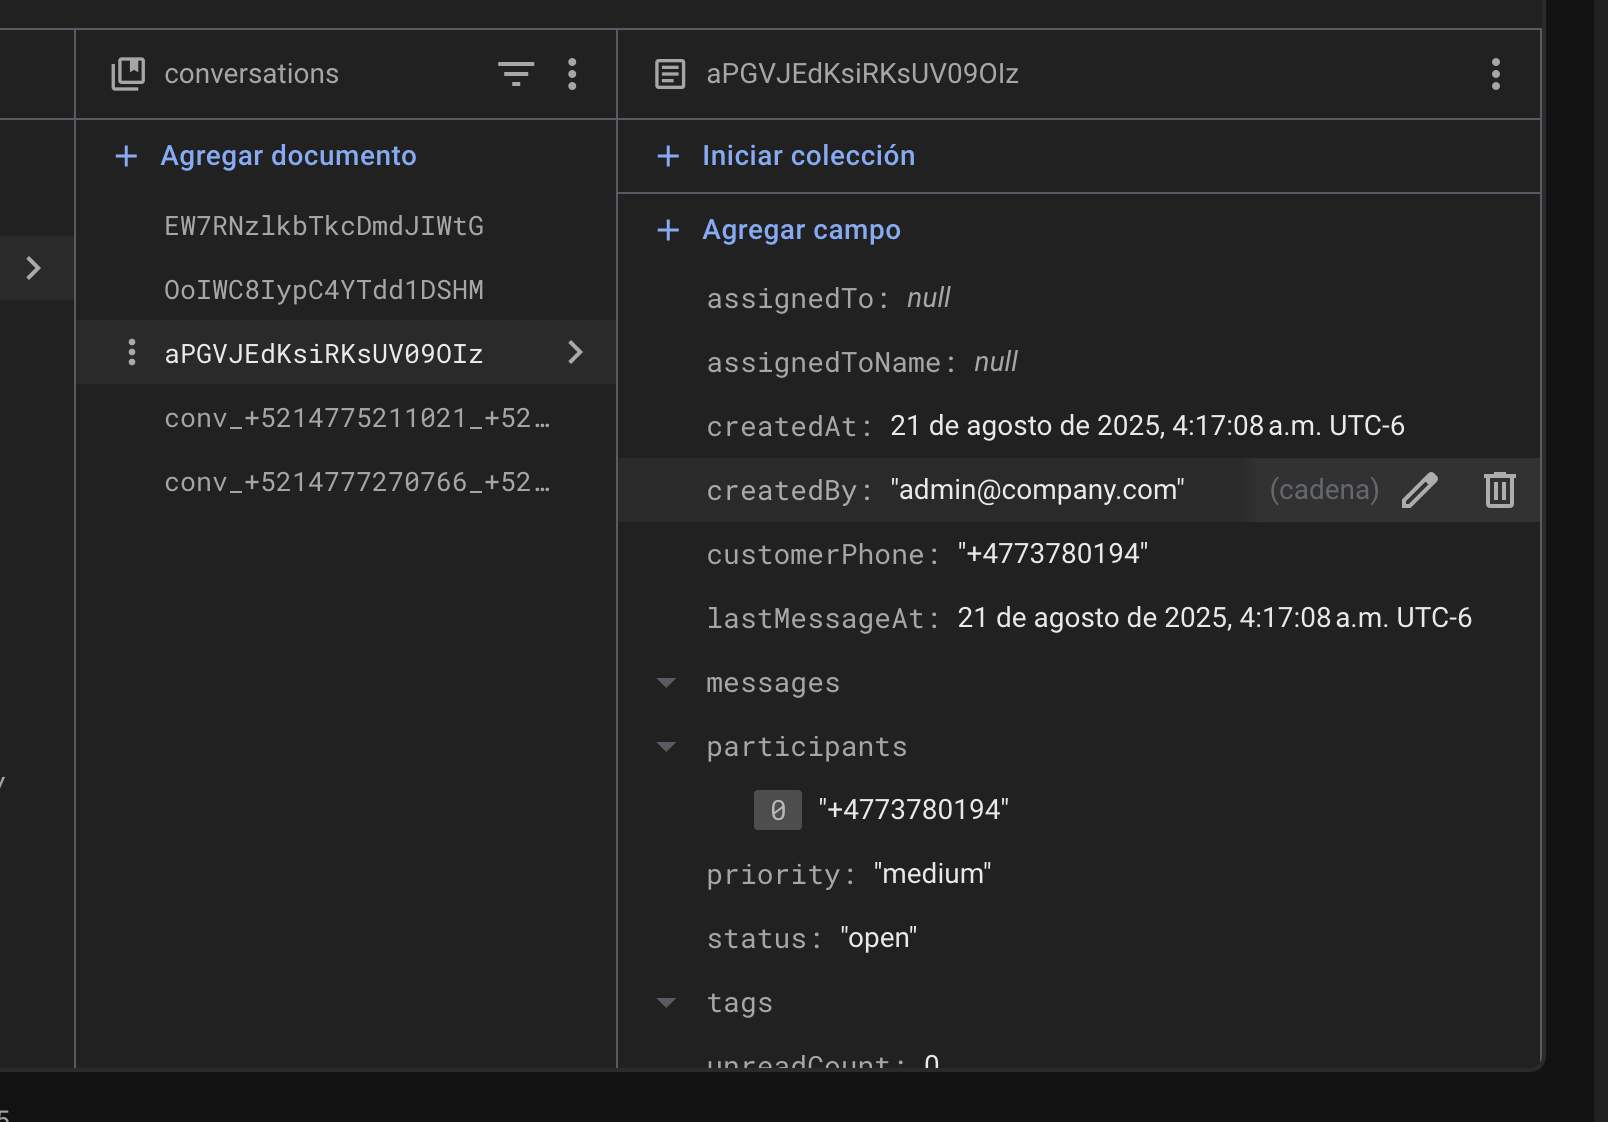 conversations
Agregar documento
EW7RNzlkbTkcDmdJIWtG
OoIWC8IypC4YTdd1DSHM
aPGVJEdKsiRKsUV09OIz
conv_+5214775211021_+52…
conv_+5214777270766_+52…
aPGVJEdKsiRKsUV09OIz
Iniciar colección
Agregar campo
assignedTo: null
assignedToName: null
createdAt: 21 de agosto de 2025, 4:17:08 a.m. UTC-6
createdBy: "admin@company.com" (cadena)
customerPhone: "+4773780194"
lastMessageAt: 21 de agosto de 2025, 4:17:08 a.m. UTC-6
messages
participants
0 "+4773780194"
priority: "medium"
status: "open"
tags
unreadCount: 0